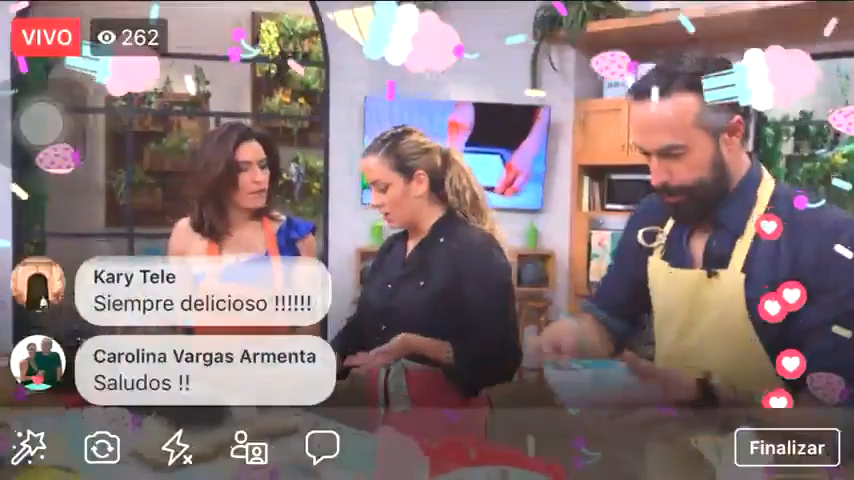 VIVO
262
Kary Tele
Siempre delicioso !!!!!!
Carolina Vargas Armenta
Saludos !!
Finalizar